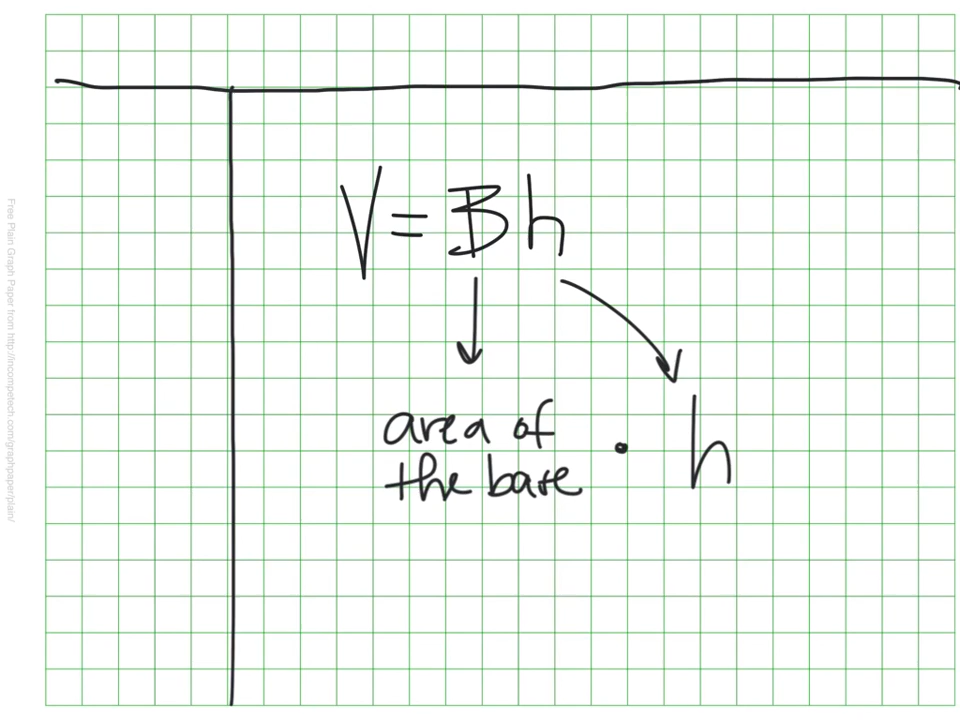 V = Bh
area of
the base
· h
Free Plain Graph Paper from http://incompetech.com/graphpaper/plain/